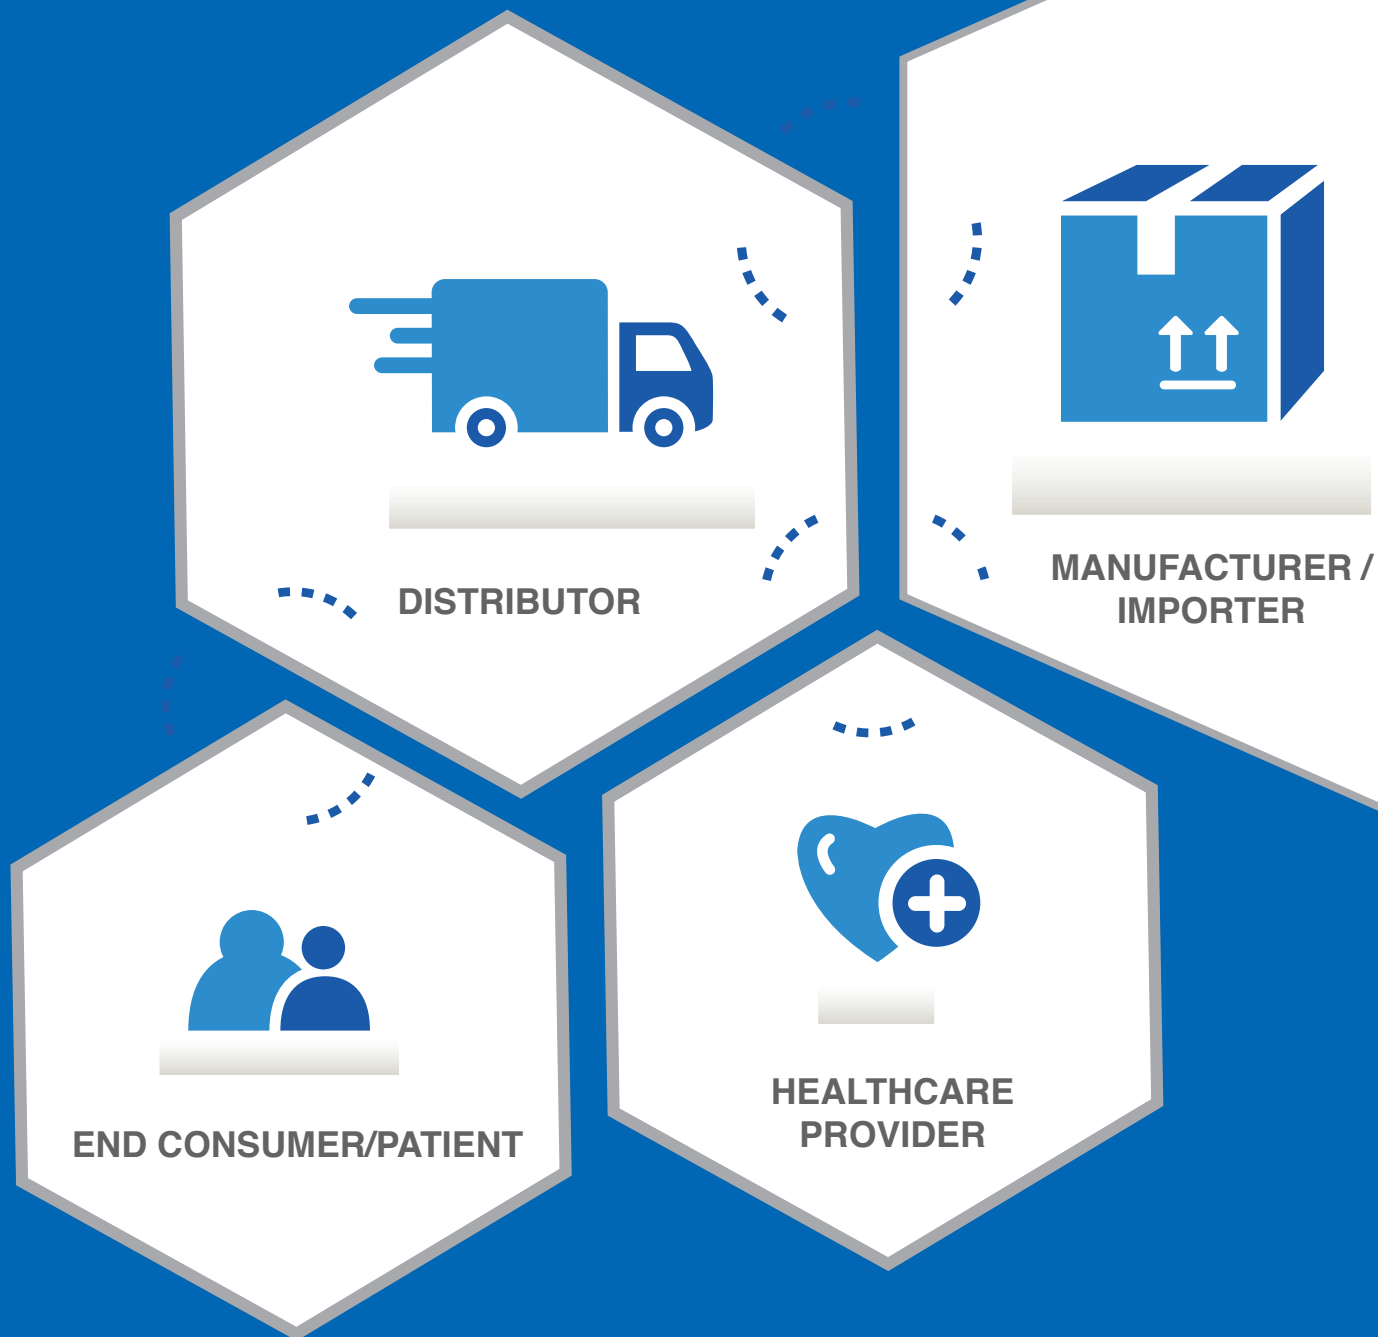 DISTRIBUTOR
MANUFACTURER /
IMPORTER
END CONSUMER/PATIENT
HEALTHCARE
PROVIDER